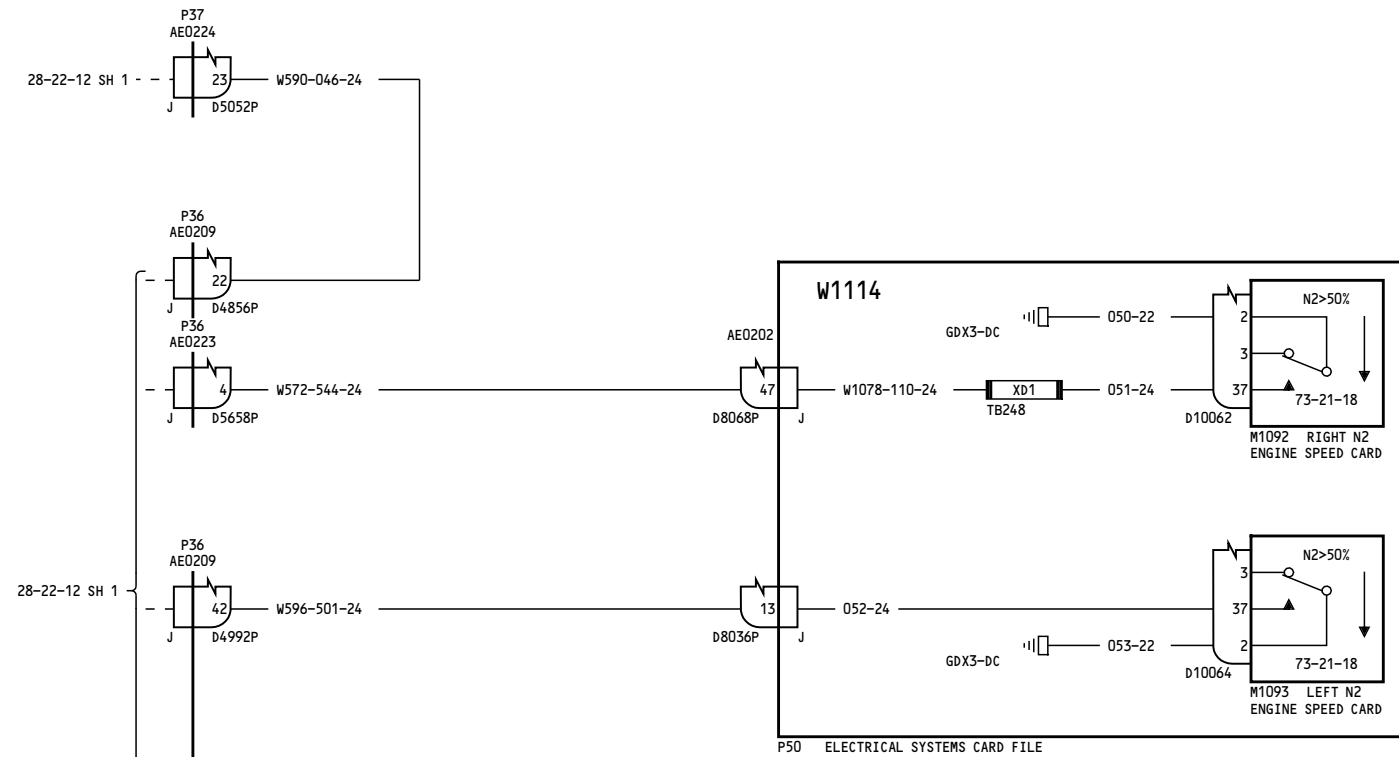 P37
AE0224
28-22-12 SH 1
23
W590-046-24
J
D5052P
P36
AE0209
22
J
D4856P
P36
AE0223
4
W572-544-24
J
D5658P
AE0202
47
D8068P
J
W1114
GDX3-DC
050-22
W1078-110-24
XD1
TB248
051-24
2
3
37
D10062
N2>50%
73-21-18
M1092 RIGHT N2
ENGINE SPEED CARD
28-22-12 SH 1
P36
AE0209
42
W596-501-24
J
D4992P
13
D8036P
J
052-24
GDX3-DC
053-22
3
37
2
D10064
N2>50%
73-21-18
M1093 LEFT N2
ENGINE SPEED CARD
P50 ELECTRICAL SYSTEMS CARD FILE